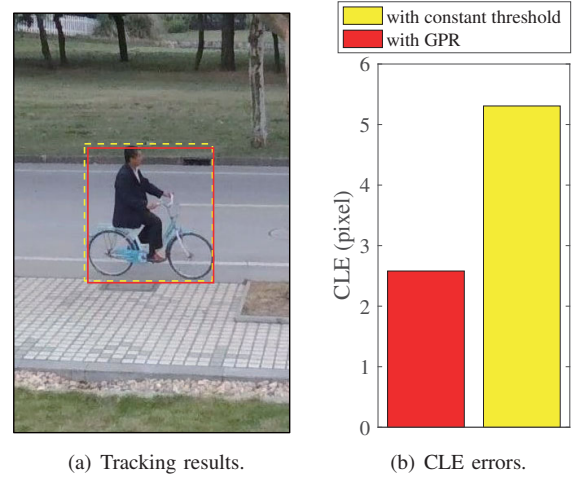 with constant threshold
with GPR
6
5
4
3
2
1
0
CLE (pixel)
(a) Tracking results.
(b) CLE errors.